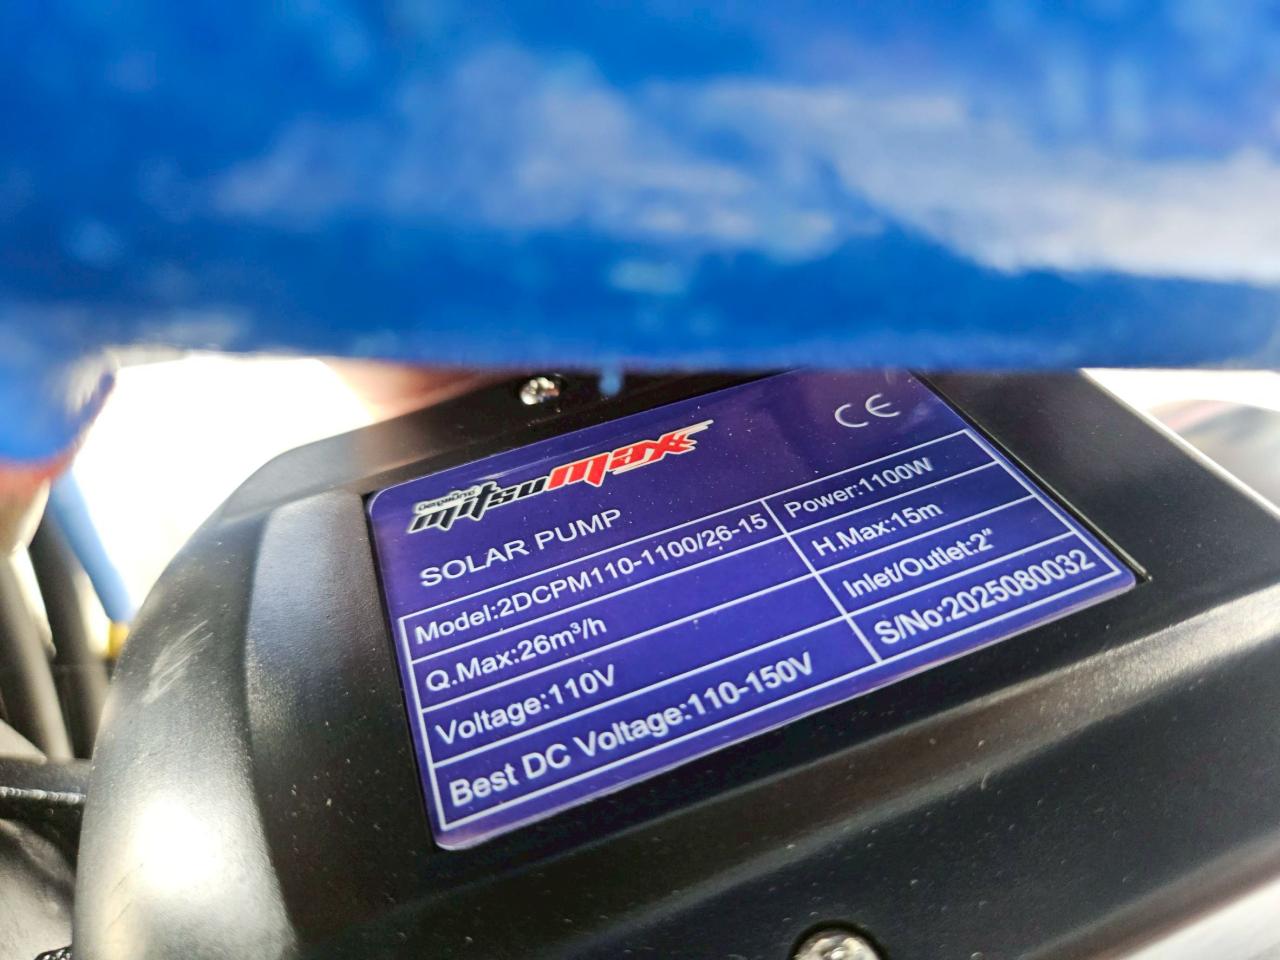 mitsumax
CE
SOLAR PUMP
Model:2DCPM110-1100/26-15
Power:1100W
Q.Max:26m³/h
H.Max:15m
Voltage:110V
Inlet/Outlet:2"
Best DC Voltage:110-150V
S/No:2025080032